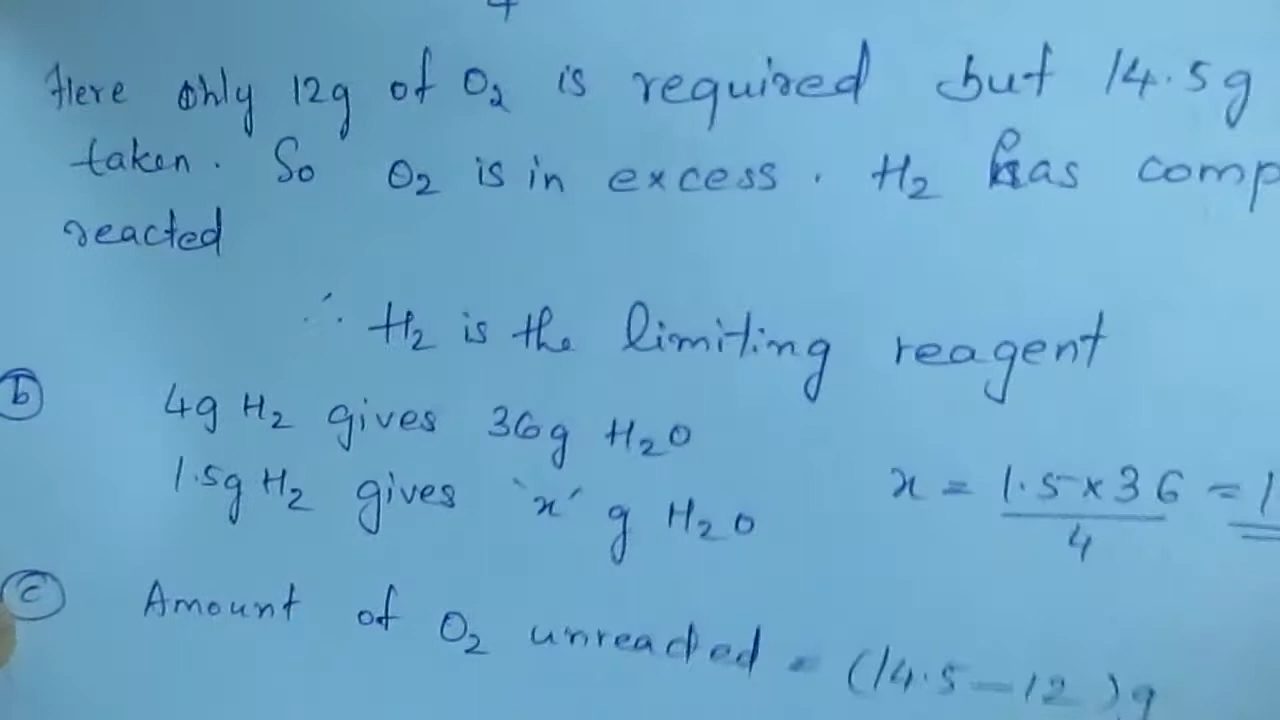 4
Here only 12g of O₂ is required but 14.5g
taken. So O₂ is in excess. H₂ has comp
reacted
∴ H₂ is the limiting reagent
b
4g H₂ gives 36g H₂O
1.5g H₂ gives 'x' g H₂O
x = 1.5×36 = 1
4
c Amount of O₂ unreacted = (14.5-12)g